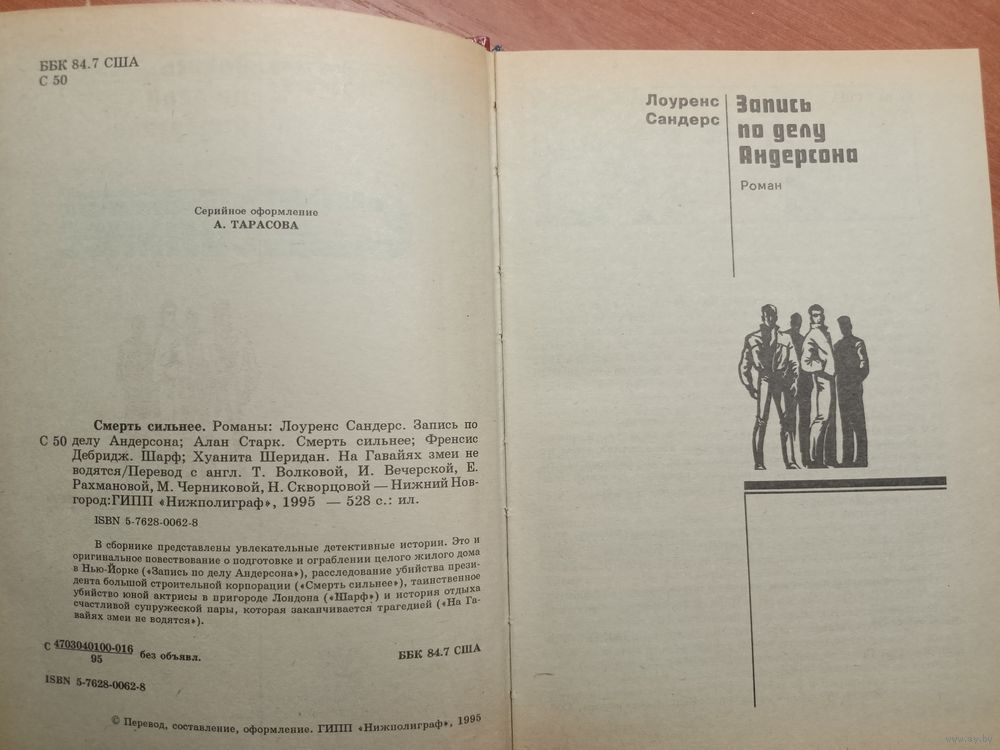 ББК 84.7 США
С 50
Серийное оформление
А. ТАРАСОВА
Смерть сильнее. Романы: Лоуренс Сандерс. Запись по
С 50 делу Андерсона; Алан Старк. Смерть сильнее; Френсис
Дебридж. Шарф; Хуанита Шеридан. На Гавайях змеи не
водятся/Перевод с англ. Т. Волковой, И. Вечерской, Е.
Рахмановой, М. Черниковой, Н. Скворцовой — Нижний Нов-
город:ГИПП «Нижполиграф», 1995 — 528 с.: ил.
ISBN 5-7628-0062-8
В сборнике представлены увлекательные детективные истории. Это и
оригинальное повествование о подготовке и ограблении целого жилого дома
в Нью-Йорке («Запись по делу Андерсона»), расследование убийства прези-
дента большой строительной корпорации («Смерть сильнее»), таинственное
убийство юной актрисы в пригороде Лондона («Шарф») и история отдыха
счастливой супружеской пары, которая заканчивается трагедией («На Га-
вайях змеи не водятся»).
С 4703040100-016
95
без объявл.
ББК 84.7 США
ISBN 5-7628-0062-8
© Перевод, составление, оформление. ГИПП «Нижполиграф», 1995
Лоуренс
Сандерс
Запись
по делу
Андерсона
Роман
www.ay.by